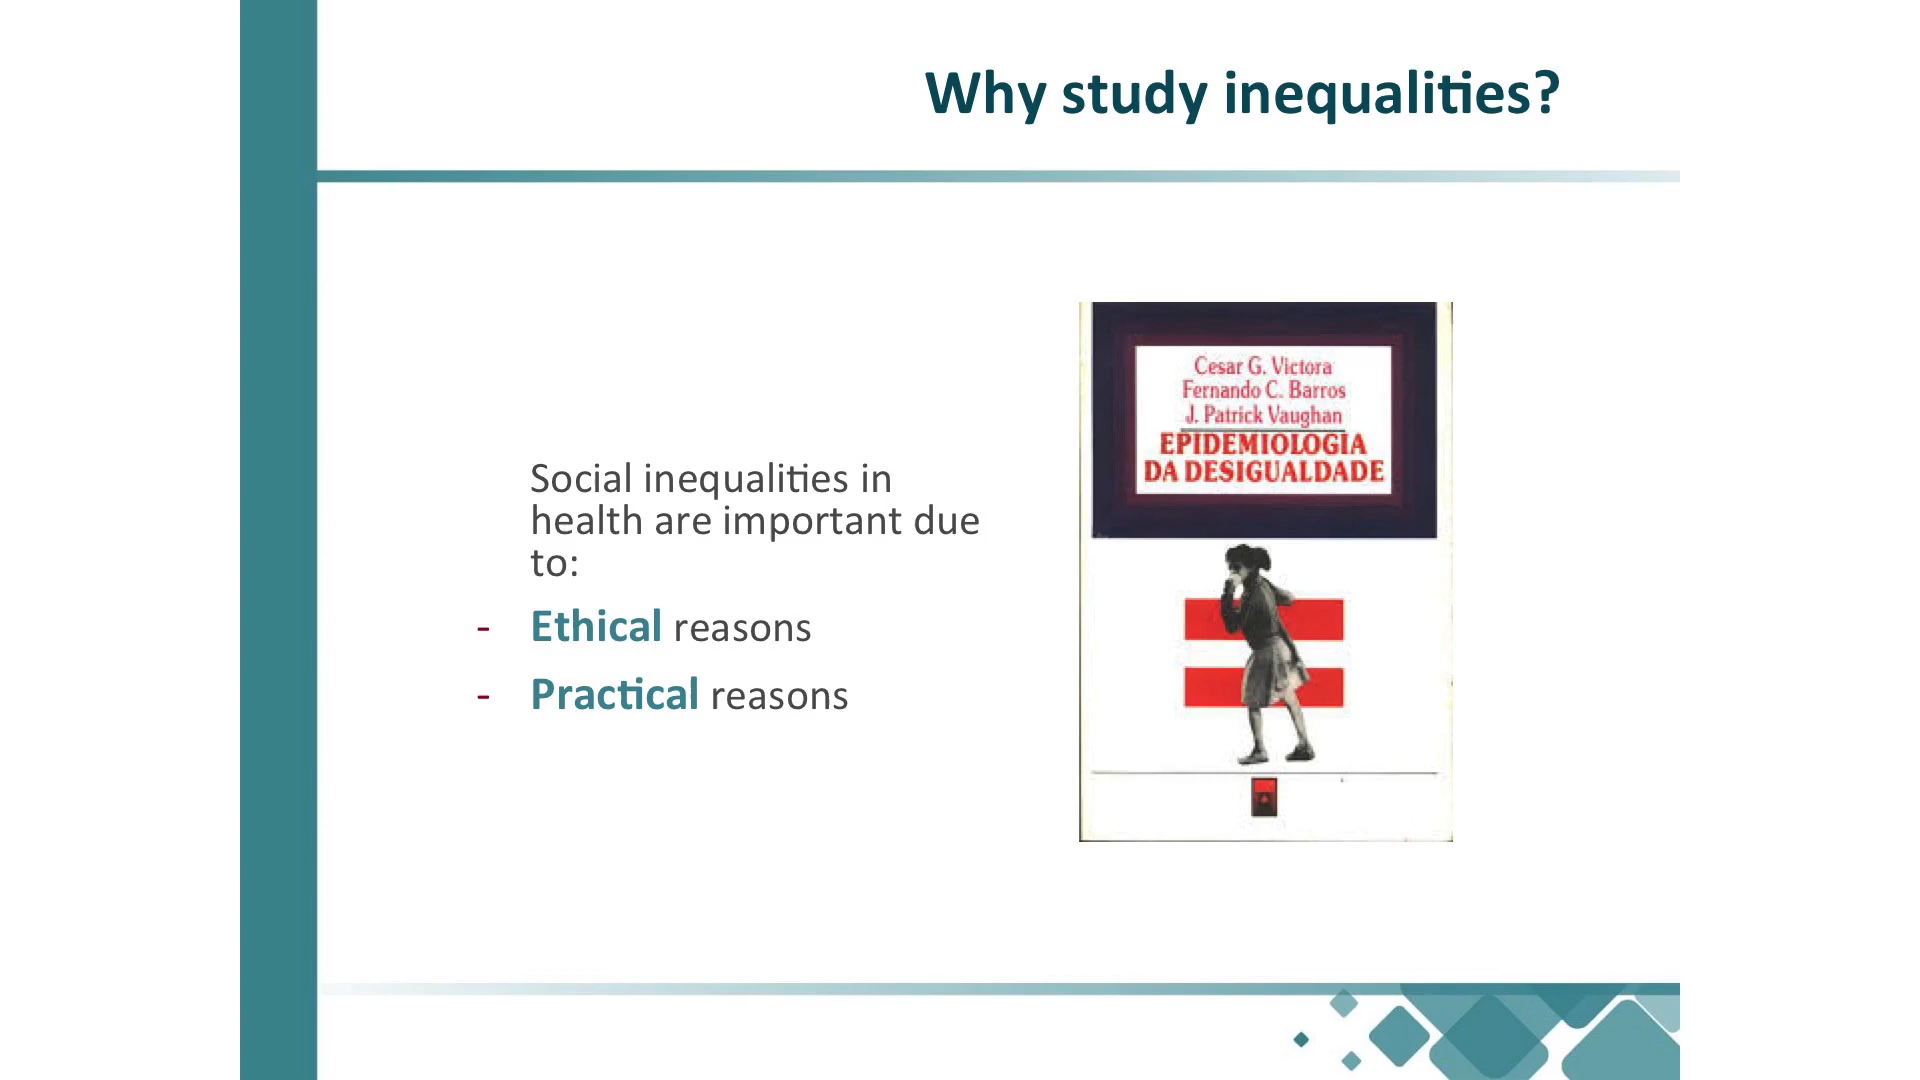 Why study inequalities?
Social inequalities in
health are important due
to:
- Ethical reasons
- Practical reasons
Cesar G. Victora
Fernando C. Barros
J. Patrick Vaughan
EPIDEMIOLOGIA
DA DESIGUALDADE